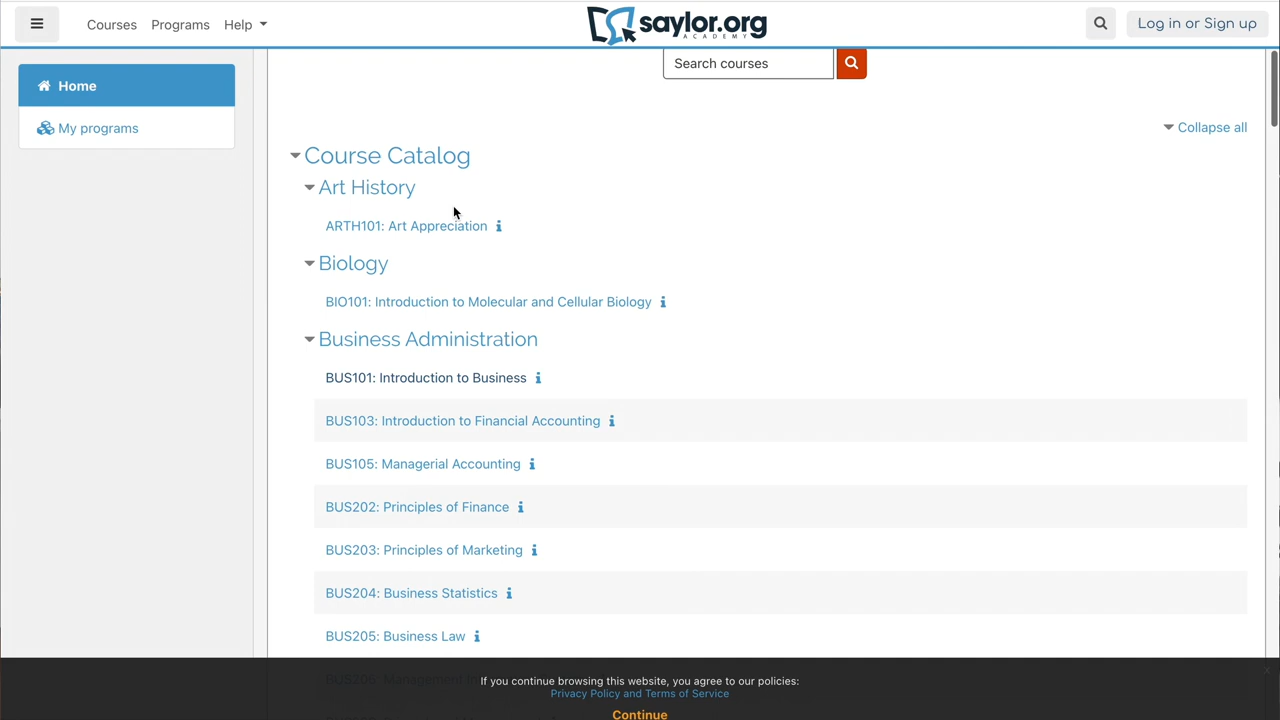 Courses Programs Help
saylor.org
ACADEMY
Log in or Sign up
Home
My programs
Search courses
Collapse all
Course Catalog
Art History
ARTH101: Art Appreciation
Biology
BIO101: Introduction to Molecular and Cellular Biology
Business Administration
BUS101: Introduction to Business
BUS103: Introduction to Financial Accounting
BUS105: Managerial Accounting
BUS202: Principles of Finance
BUS203: Principles of Marketing
BUS204: Business Statistics
BUS205: Business Law
If you continue browsing this website, you agree to our policies:
Privacy Policy and Terms of Service
Continue